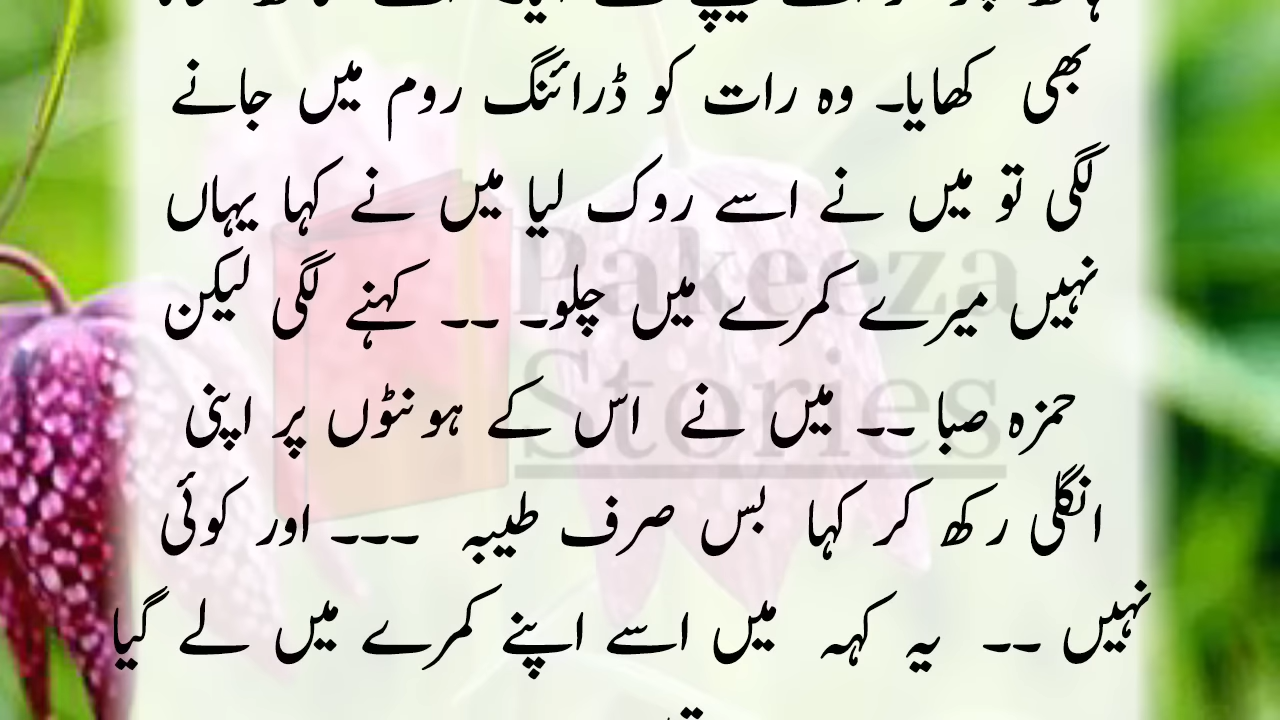 بھی کھایا۔ وہ رات کو ڈرائنگ روم میں جانے
لگی تو میں نے اسے روک لیا میں نے کہا یہاں
نہیں میرے کمرے میں چلو۔ ۔۔ کہنے لگی لیکن
حمزہ صبا ۔۔ میں نے اس کے ہونٹوں پر اپنی
انگلی رکھ کر کہا بس صرف طیبہ ۔۔۔ اور کوئی
نہیں ۔۔ یہ کہہ میں اسے اپنے کمرے میں لے گیا
Pakeeza
Stories